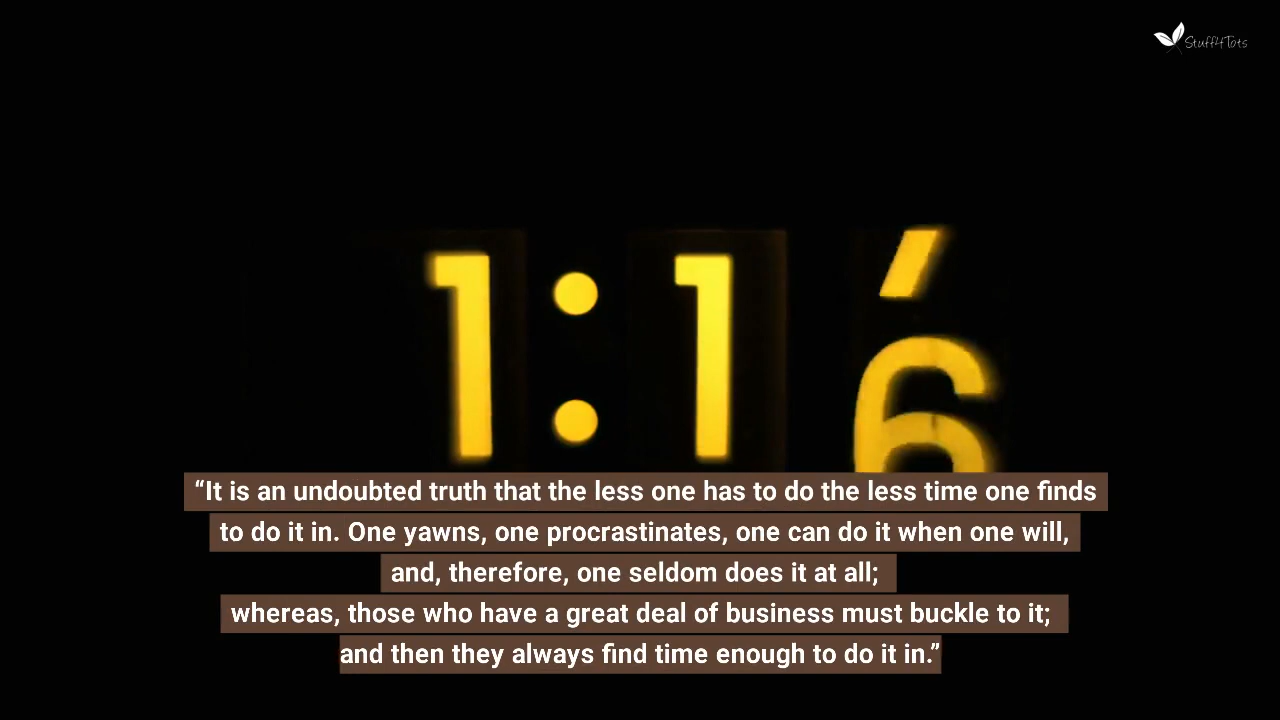 Stuff4Tots
1:16
“It is an undoubted truth that the less one has to do the less time one finds
to do it in. One yawns, one procrastinates, one can do it when one will,
and, therefore, one seldom does it at all;
whereas, those who have a great deal of business must buckle to it;
and then they always find time enough to do it in.”